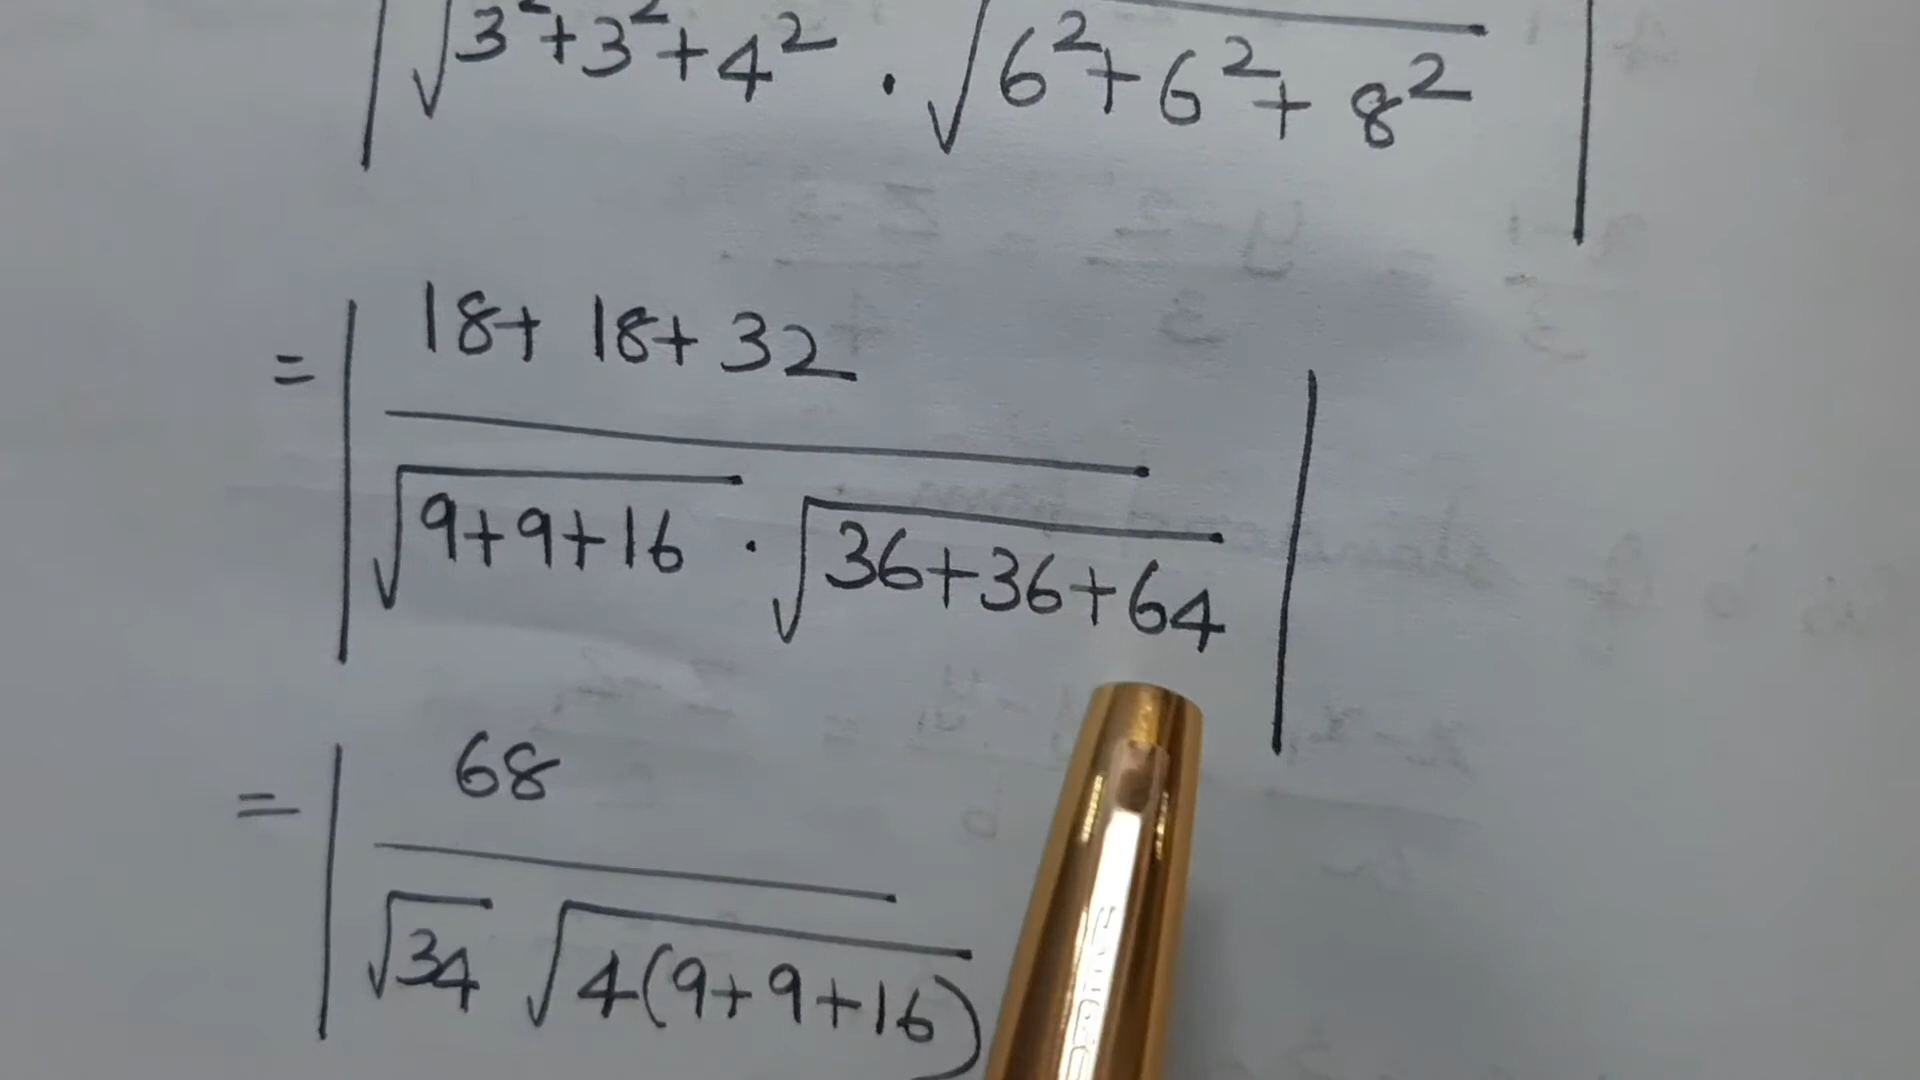 | √3²+3²+4² · √6²+6²+8² |
= | 18+ 18+ 32
√9+9+16 · √36+36+64 |
= | 68
√34 √4(9+9+16)